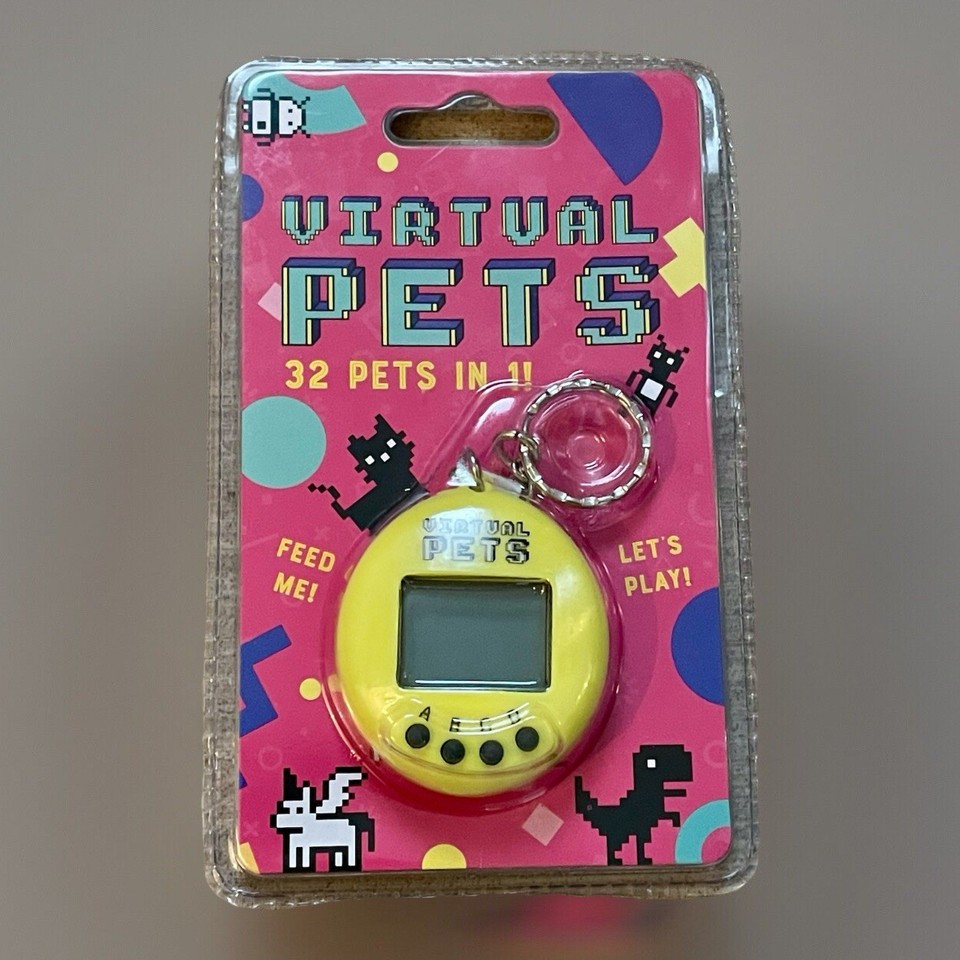 VIRTUAL
PETS
32 PETS IN 1!
VIRTUAL
PETS
FEED
ME!
LET'S
PLAY!
A B C D